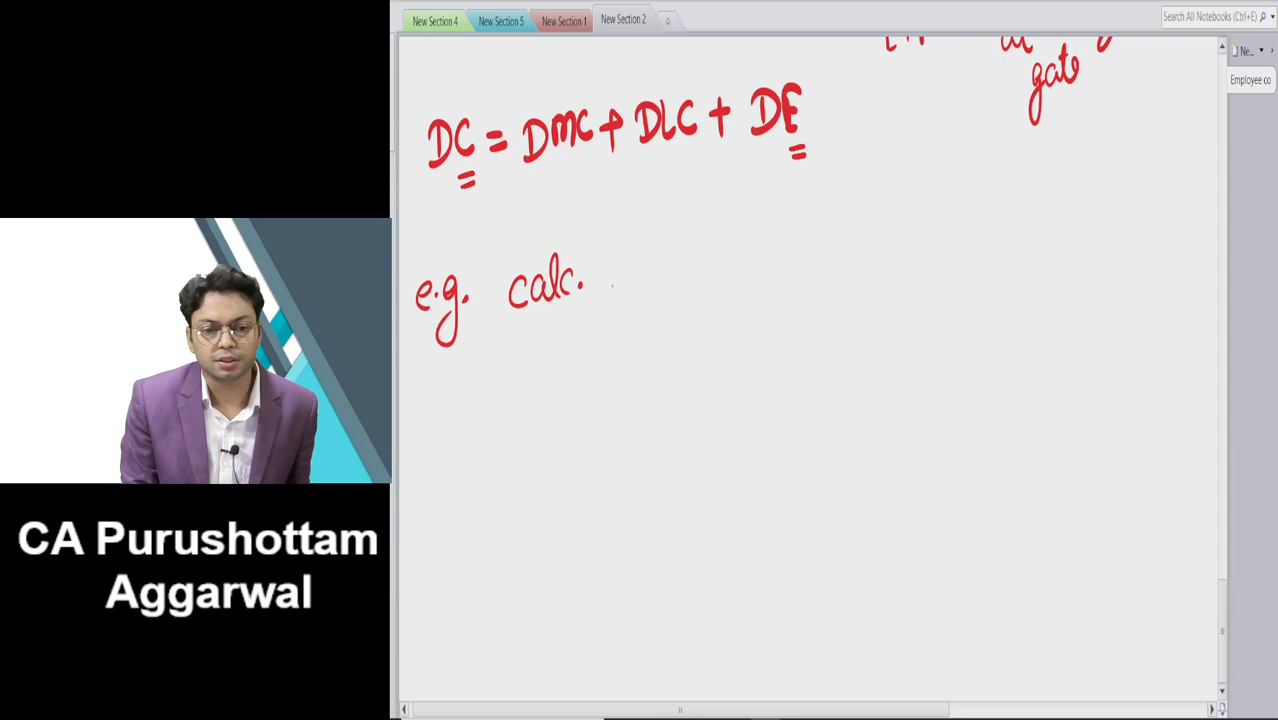 New Section 4 New Section 5 New Section 1 New Section 2
Search All Notebooks (Ctrl+E)
Ne...
Employee co
gate
DC = DMC + DLC + DE
e.g. calc.
CA Purushottam
Aggarwal